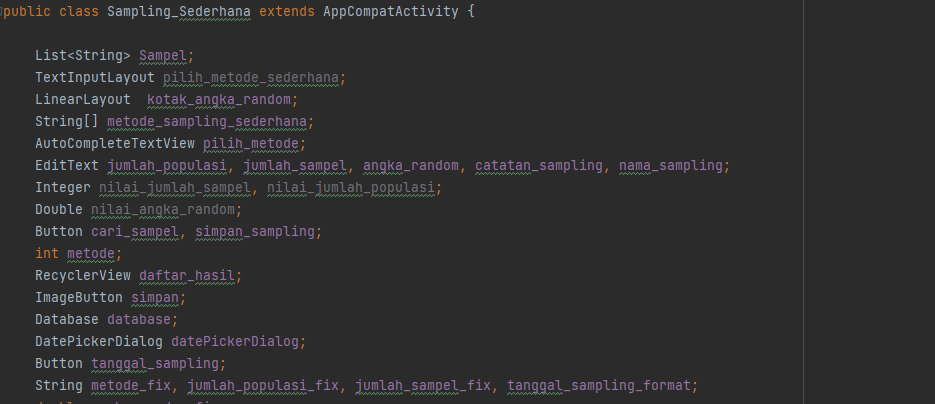 public class Sampling_Sederhana extends AppCompatActivity {
List<String> Sampel;
TextInputLayout pilih_metode_sederhana;
LinearLayout  kotak_angka_random;
String[] metode_sampling_sederhana;
AutoCompleteTextView pilih_metode;
EditText jumlah_populasi, jumlah_sampel, angka_random, catatan_sampling, nama_sampling;
Integer nilai_jumlah_sampel, nilai_jumlah_populasi;
Double nilai_angka_random;
Button cari_sampel, simpan_sampling;
int metode;
RecyclerView daftar_hasil;
ImageButton simpan;
Database database;
DatePickerDialog datePickerDialog;
Button tanggal_sampling;
String metode_fix, jumlah_populasi_fix, jumlah_sampel_fix, tanggal_sampling_format;